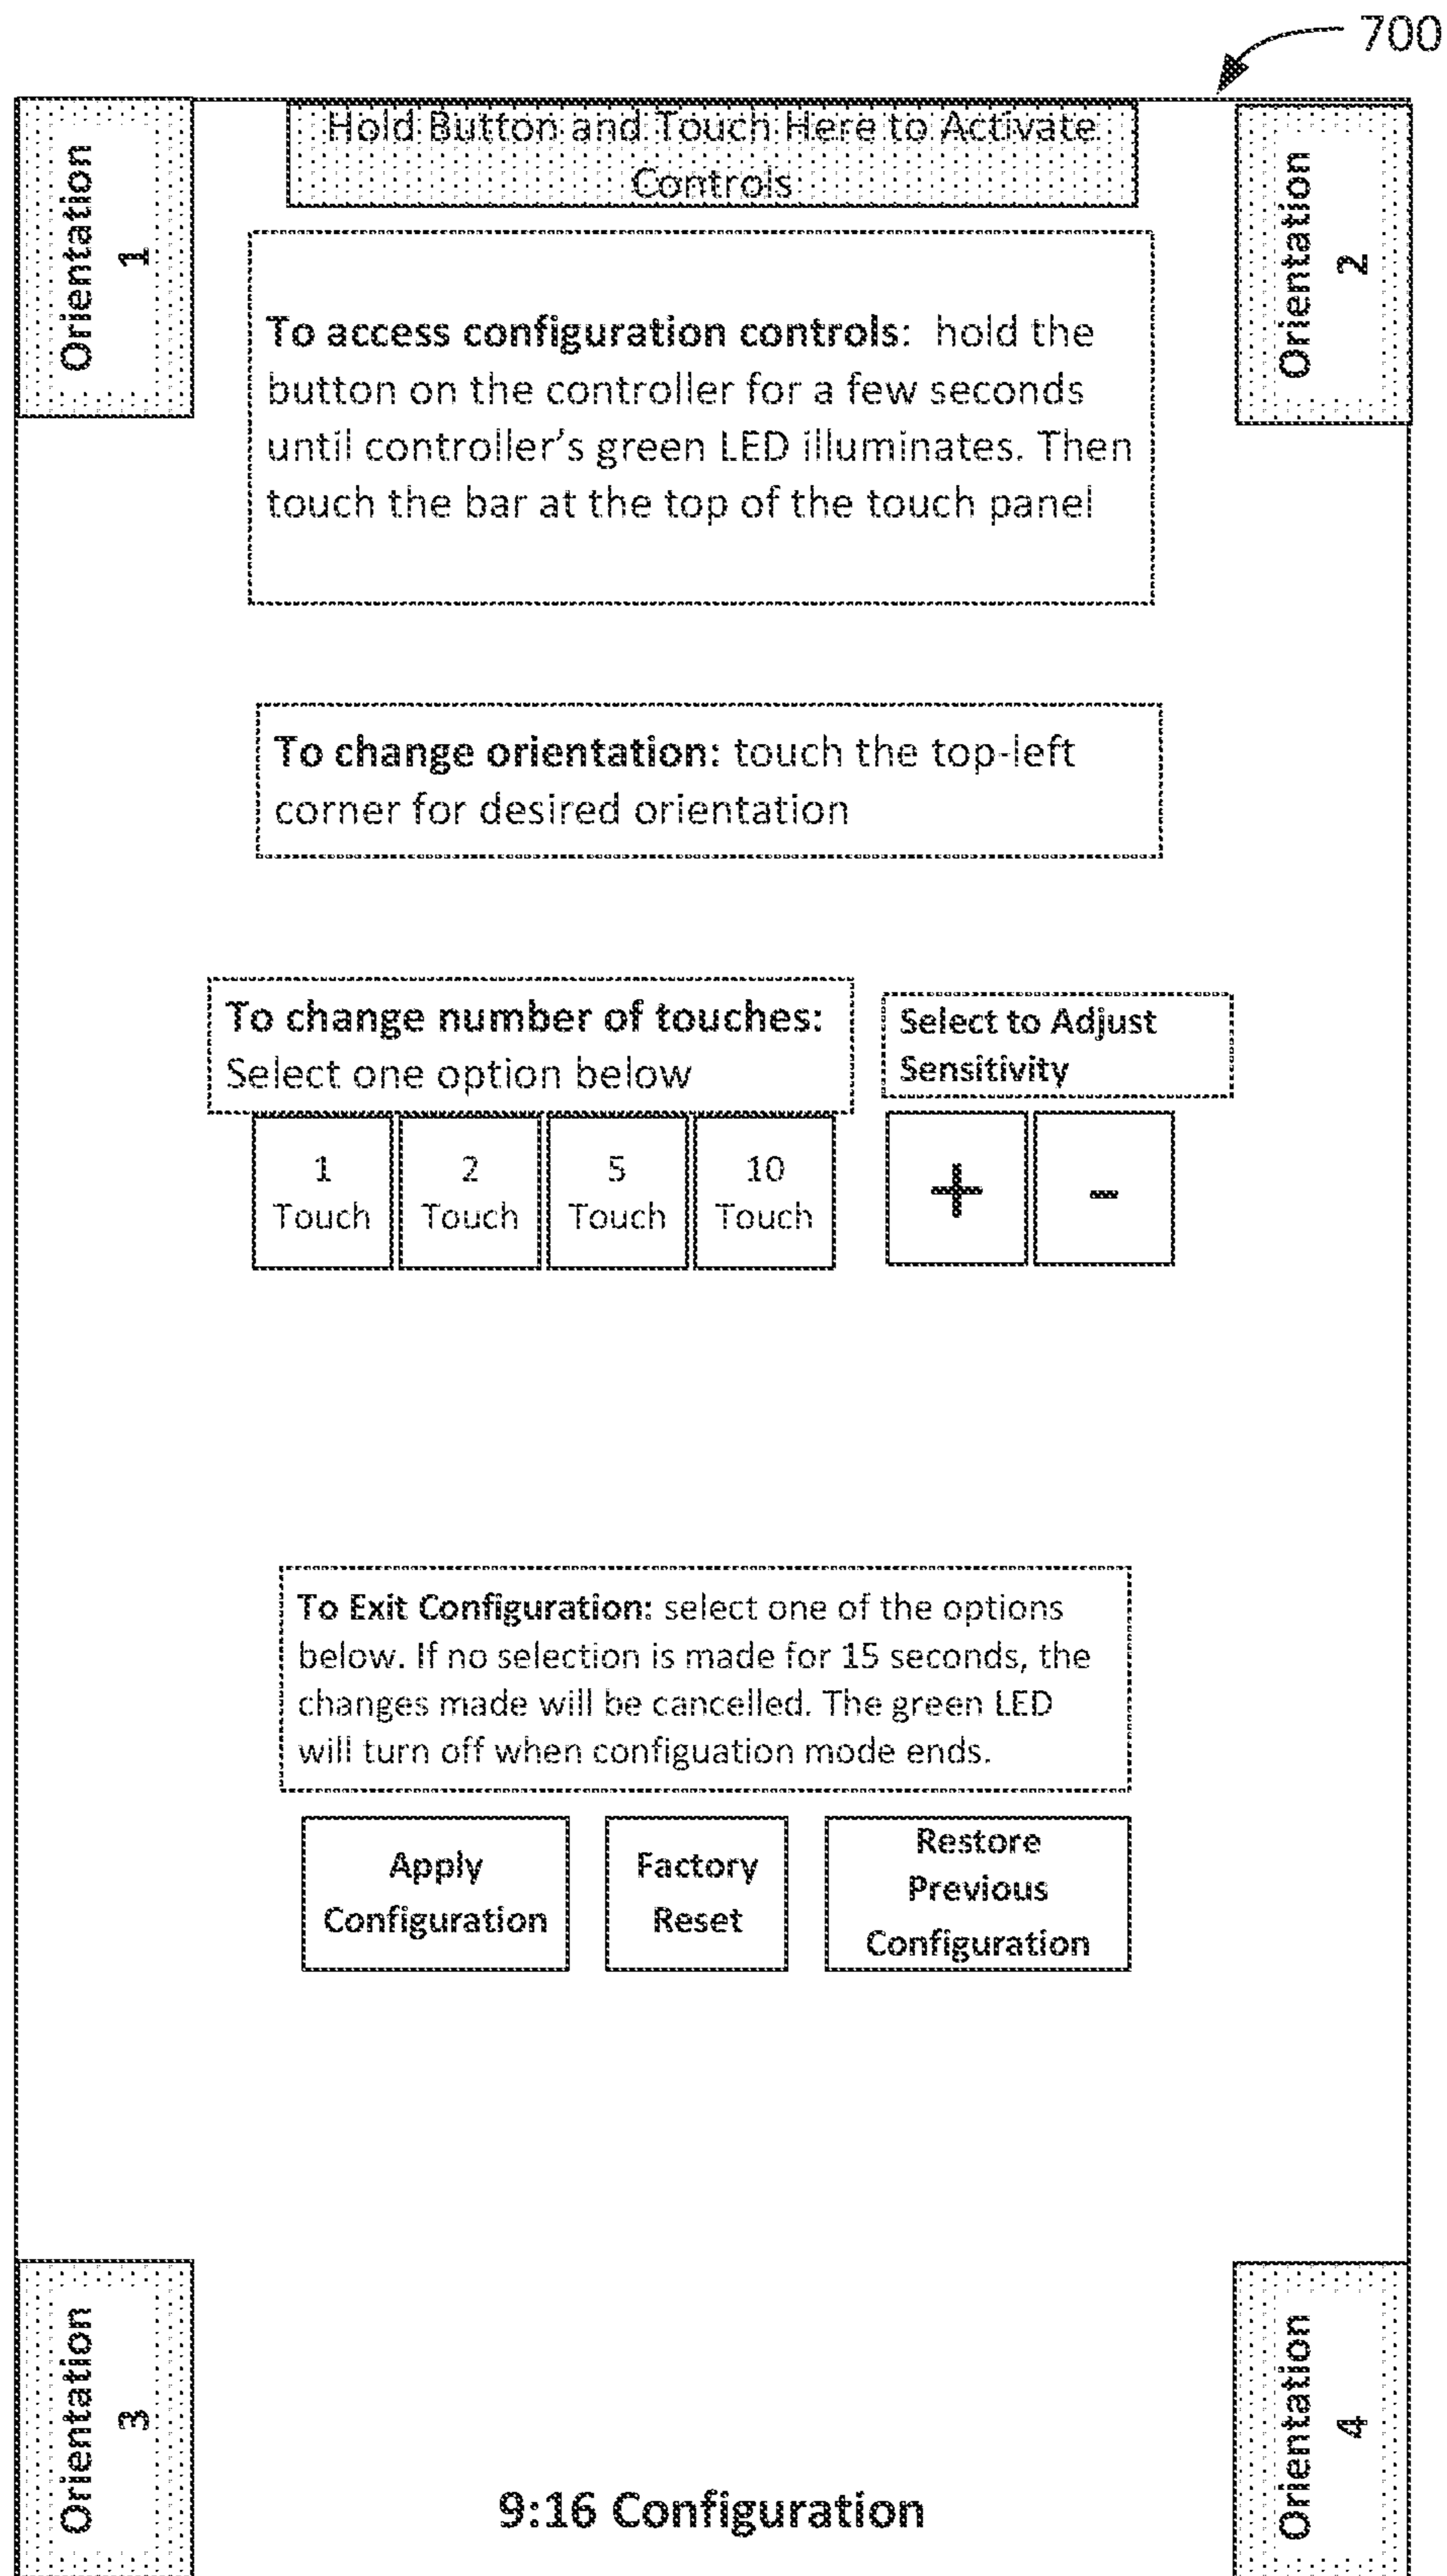 700
Hold Button and Touch Here to Activate
Controls
Orientation
1
Orientation
2
To access configuration controls:  hold the
button on the controller for a few seconds
until controller's green LED illuminates. Then
touch the bar at the top of the touch panel
To change orientation: touch the top-left
corner for desired orientation
To change number of touches:
Select one option below
Select to Adjust
Sensitivity
1
Touch
2
Touch
5
Touch
10
Touch
+
-
To Exit Configuration: select one of the options
below. If no selection is made for 15 seconds, the
changes made will be cancelled. The green LED
will turn off when configuation mode ends.
Apply
Configuration
Factory
Reset
Restore
Previous
Configuration
Orientation
3
Orientation
4
9:16 Configuration